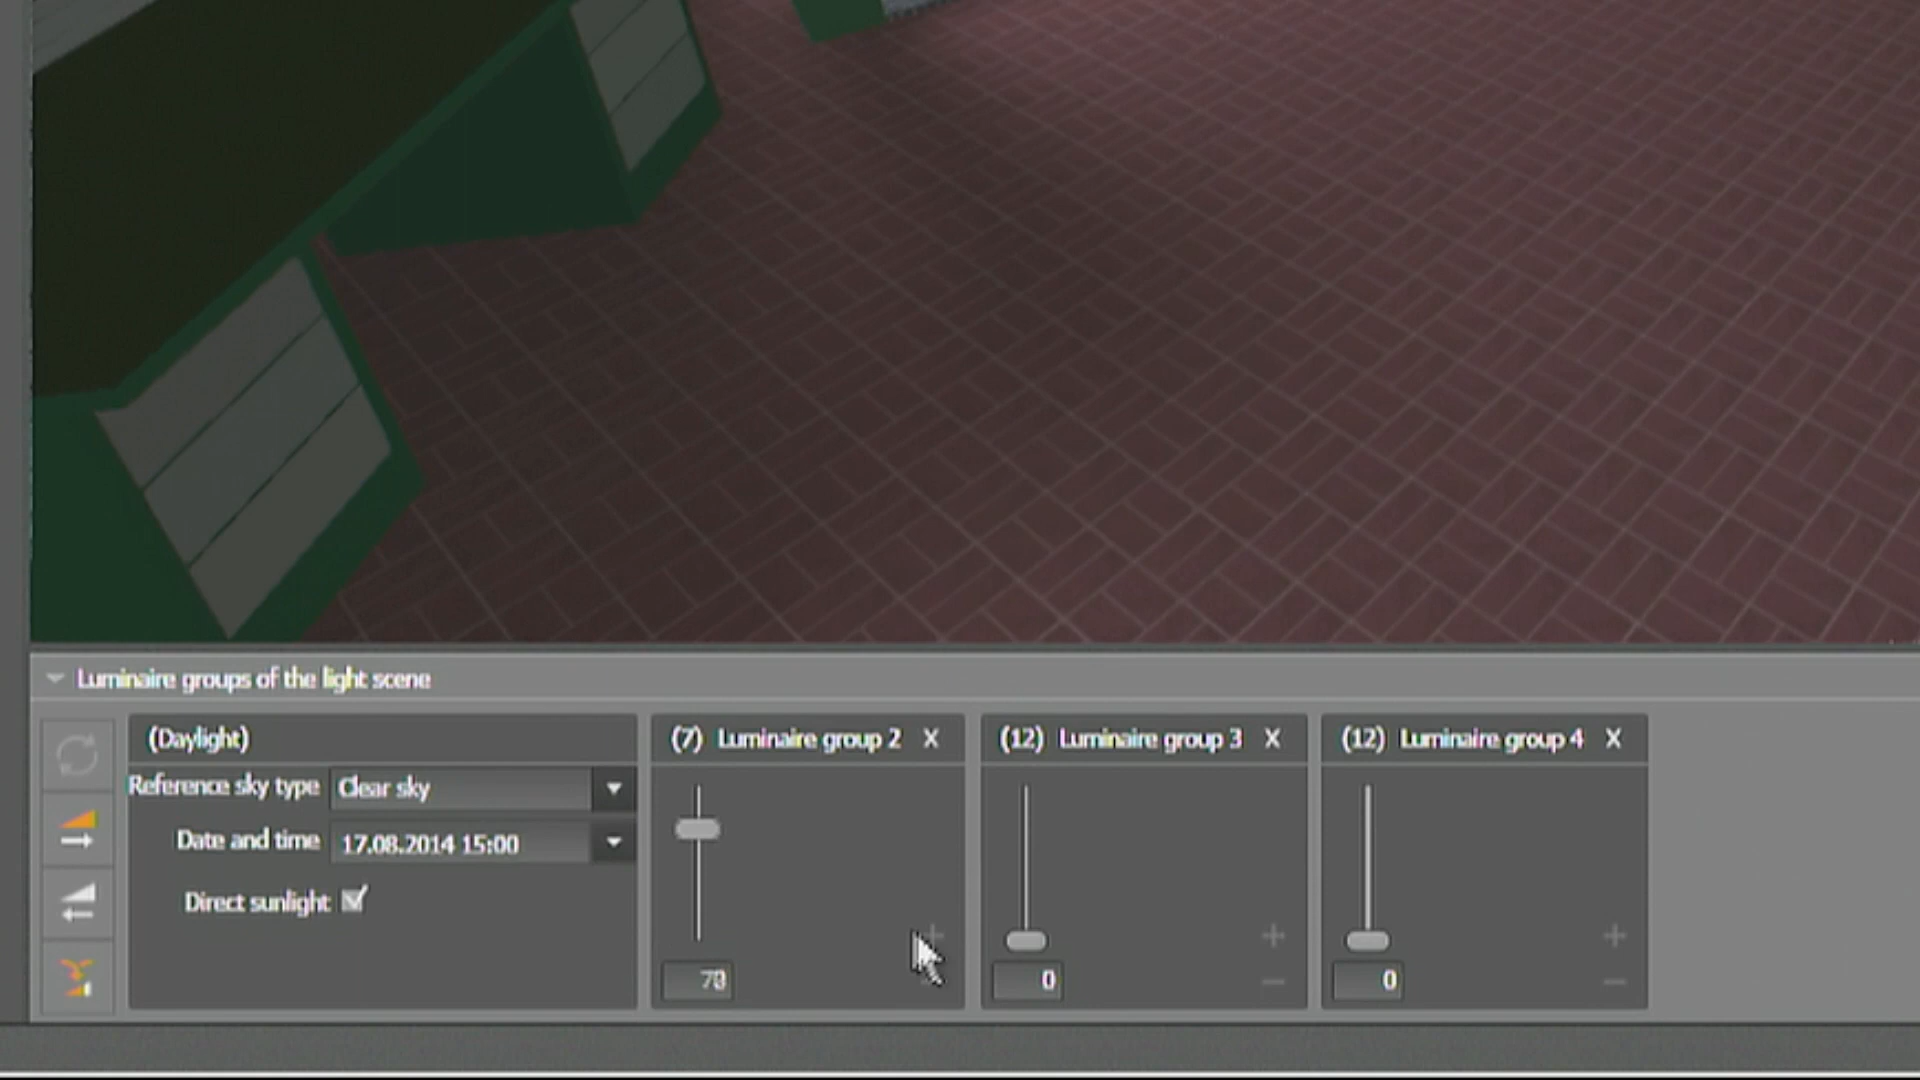 Luminaire groups of the light scene
(Daylight)
Reference sky type Clear sky
Date and time 17.08.2014 15:00
Direct sunlight
(7) Luminaire group 2 X
(12) Luminaire group 3 X
0
(12) Luminaire group 4 X
0